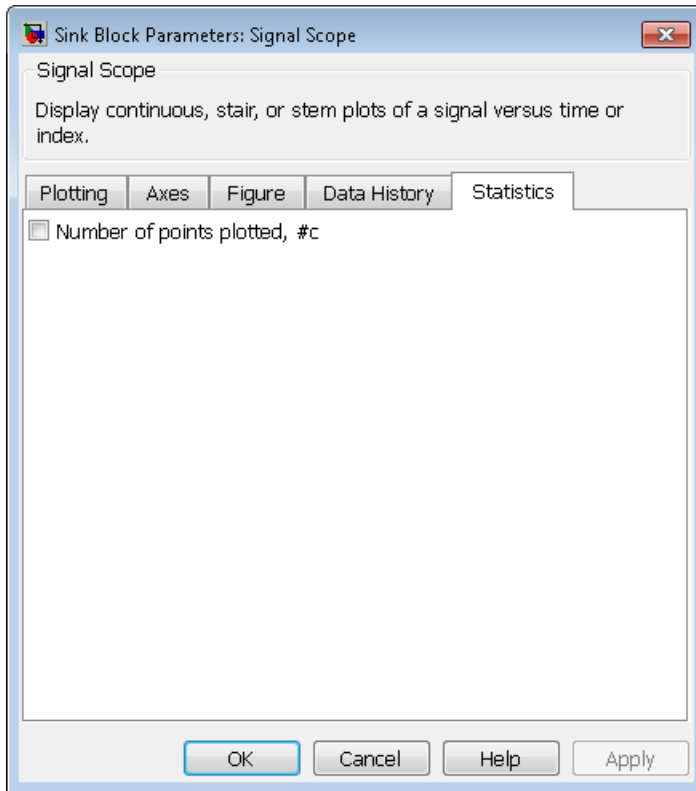 Sink Block Parameters: Signal Scope
Signal Scope
Display continuous, stair, or stem plots of a signal versus time or
index.
Plotting Axes Figure Data History Statistics
Number of points plotted, #c
OK Cancel Help Apply